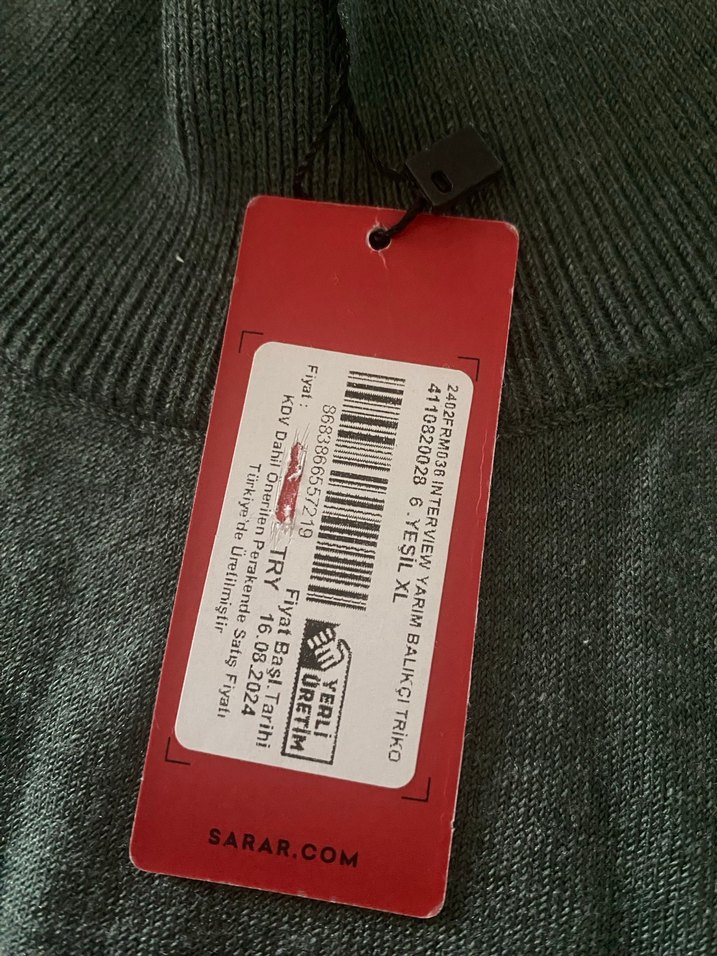 2402FRM036 INTERVIEW YARIM BALIKÇI TRİKO
4110820028 6 .YEŞİL XL
8683866557219
YERLİ
ÜRETİM
Fiyat :
TRY
Fiyat Başl.Tarihi
16.08.2024
KDV Dahil Önerilen Perakende Satış Fiyatı
Türkiye'de Üretilmiştir
SARAR.COM